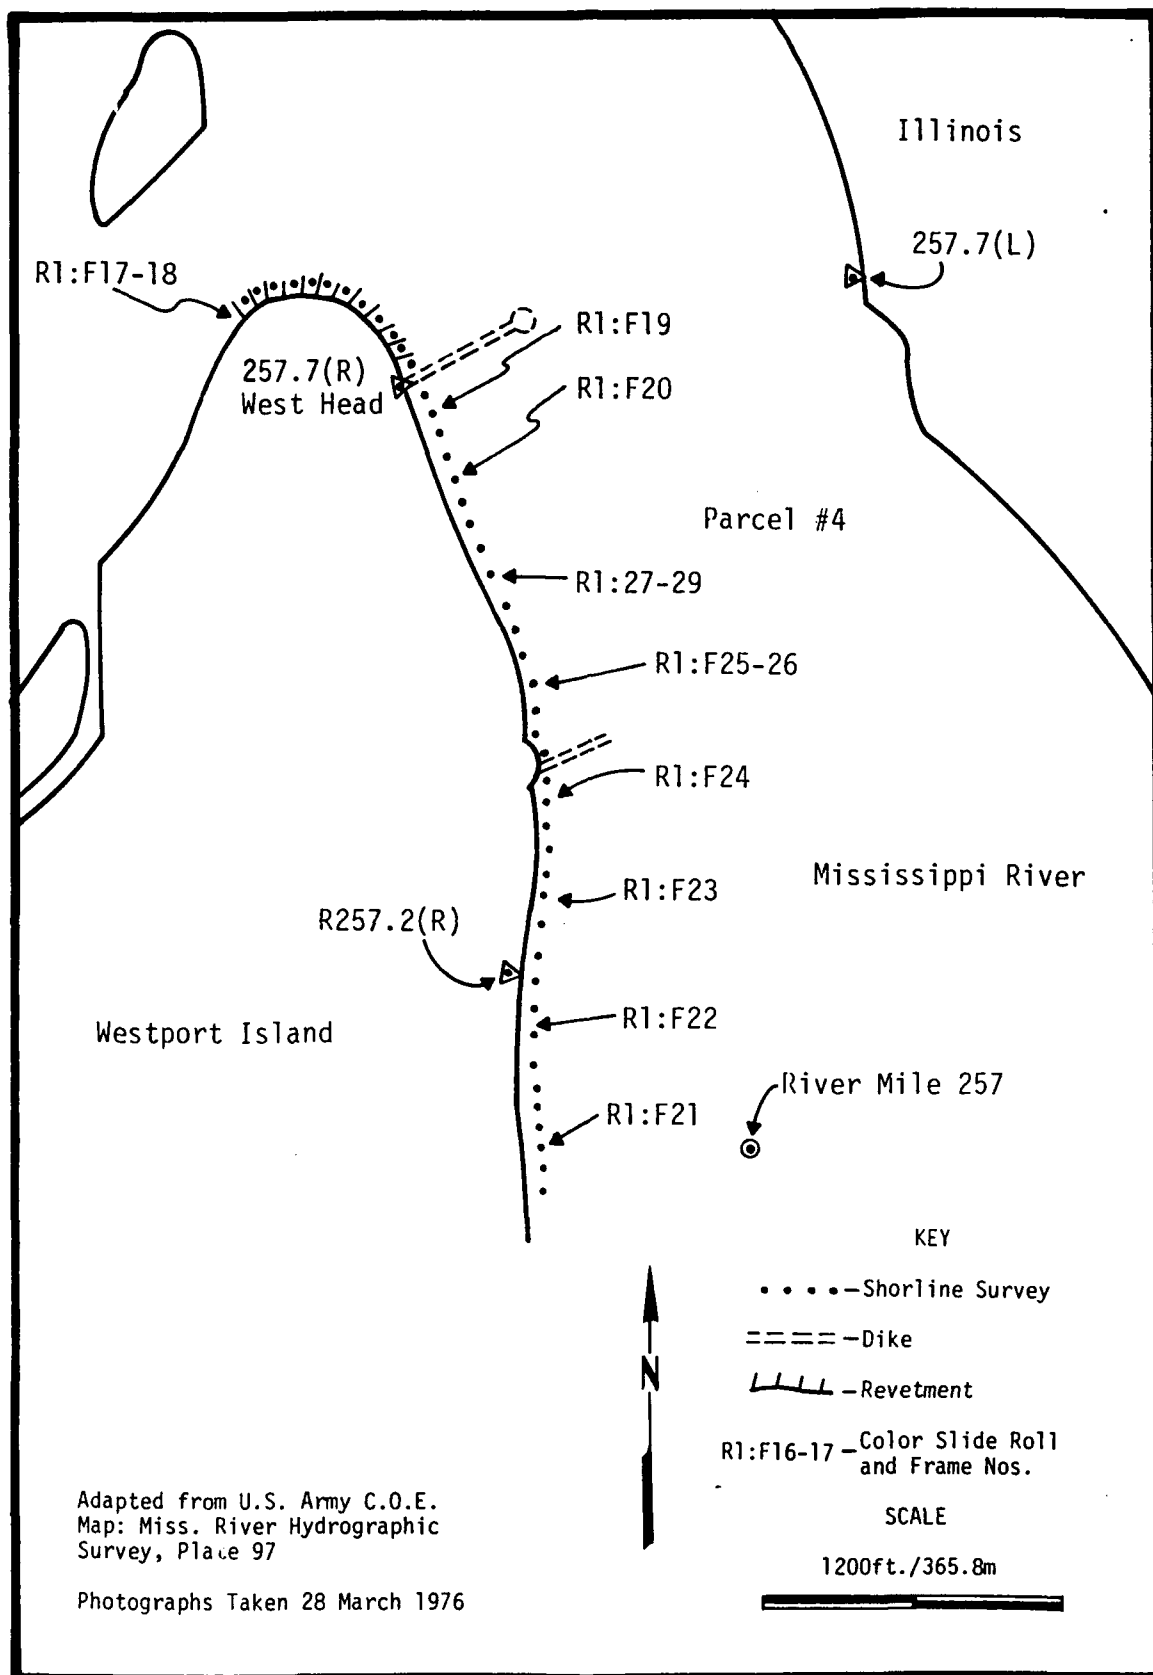 Illinois
257.7(L)
R1:F17-18
R1:F19
257.7(R)
West Head
R1:F20
Parcel #4
R1:27-29
R1:F25-26
R1:F24
Mississippi River
R1:F23
R257.2(R)
R1:F22
Westport Island
River Mile 257
R1:F21
KEY
• • • • —Shorline Survey
==== —Dike
—Revetment
N
R1:F16-17 — Color Slide Roll
and Frame Nos.
Adapted from U.S. Army C.O.E.
Map: Miss. River Hydrographic
Survey, Plate 97
SCALE
1200ft./365.8m
Photographs Taken 28 March 1976